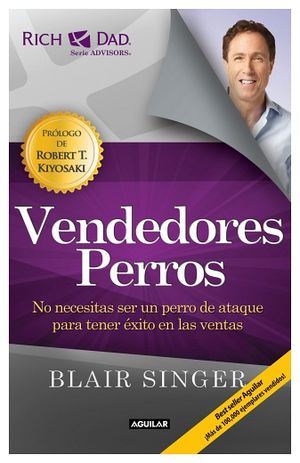 RICH DAD®
Serie ADVISORS®
PRÓLOGO
DE
ROBERT T.
KIYOSAKI
Vendedores
Perros
No necesitas ser un perro de ataque
para tener éxito en las ventas
BLAIR SINGER
AGUILAR
Best seller Aguilar
¡Más de 100,000 ejemplares vendidos!